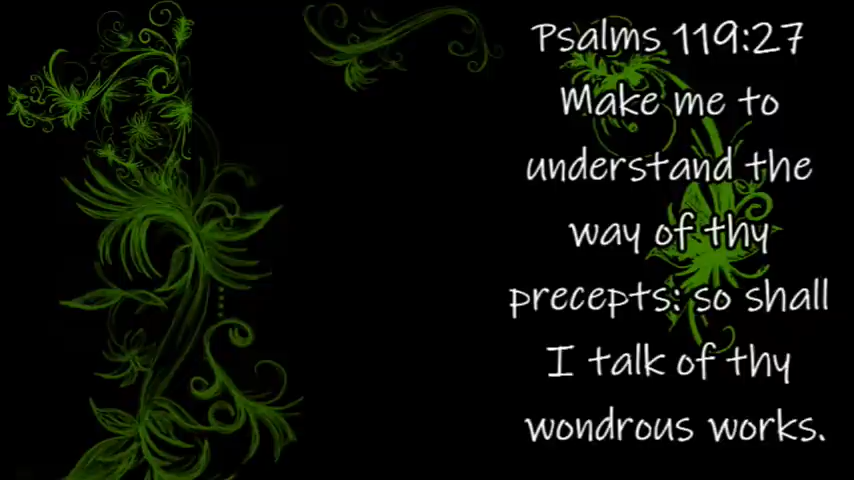 Psalms 119:27
Make me to
understand the
way of thy
precepts: so shall
I talk of thy
wondrous works.